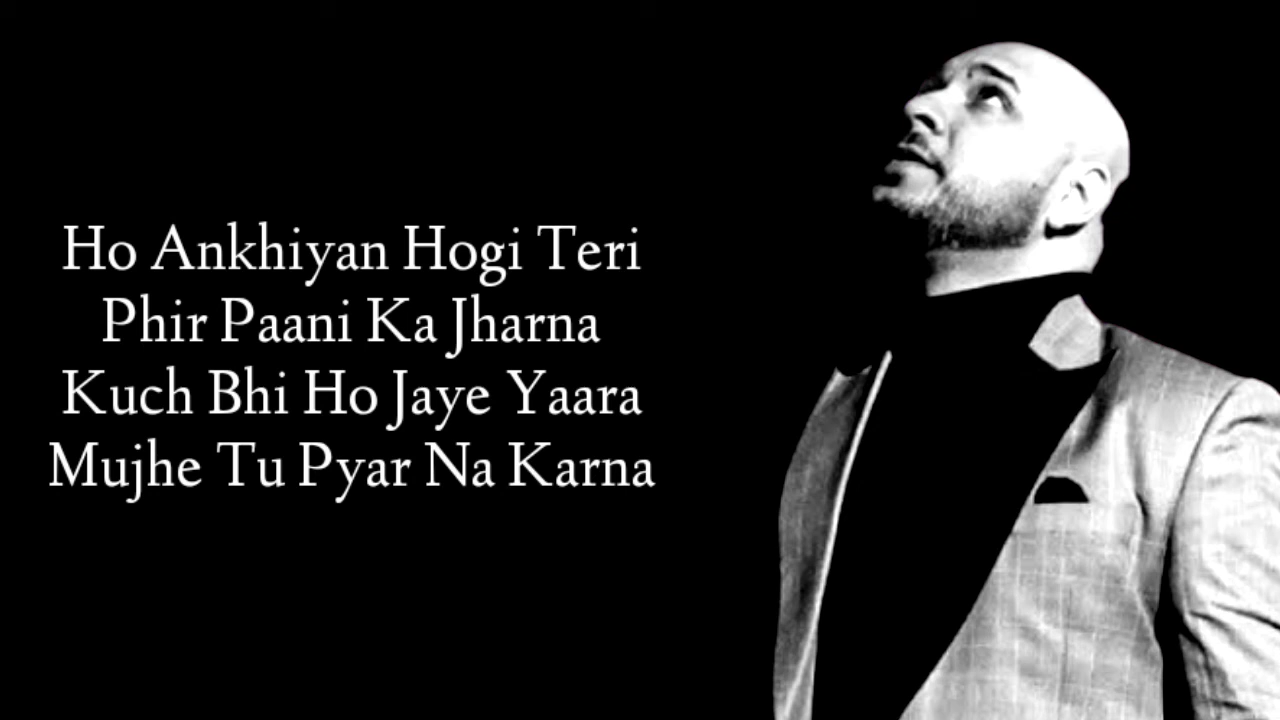 Ho Ankhiyan Hogi Teri
Phir Paani Ka Jharna
Kuch Bhi Ho Jaye Yaara
Mujhe Tu Pyar Na Karna